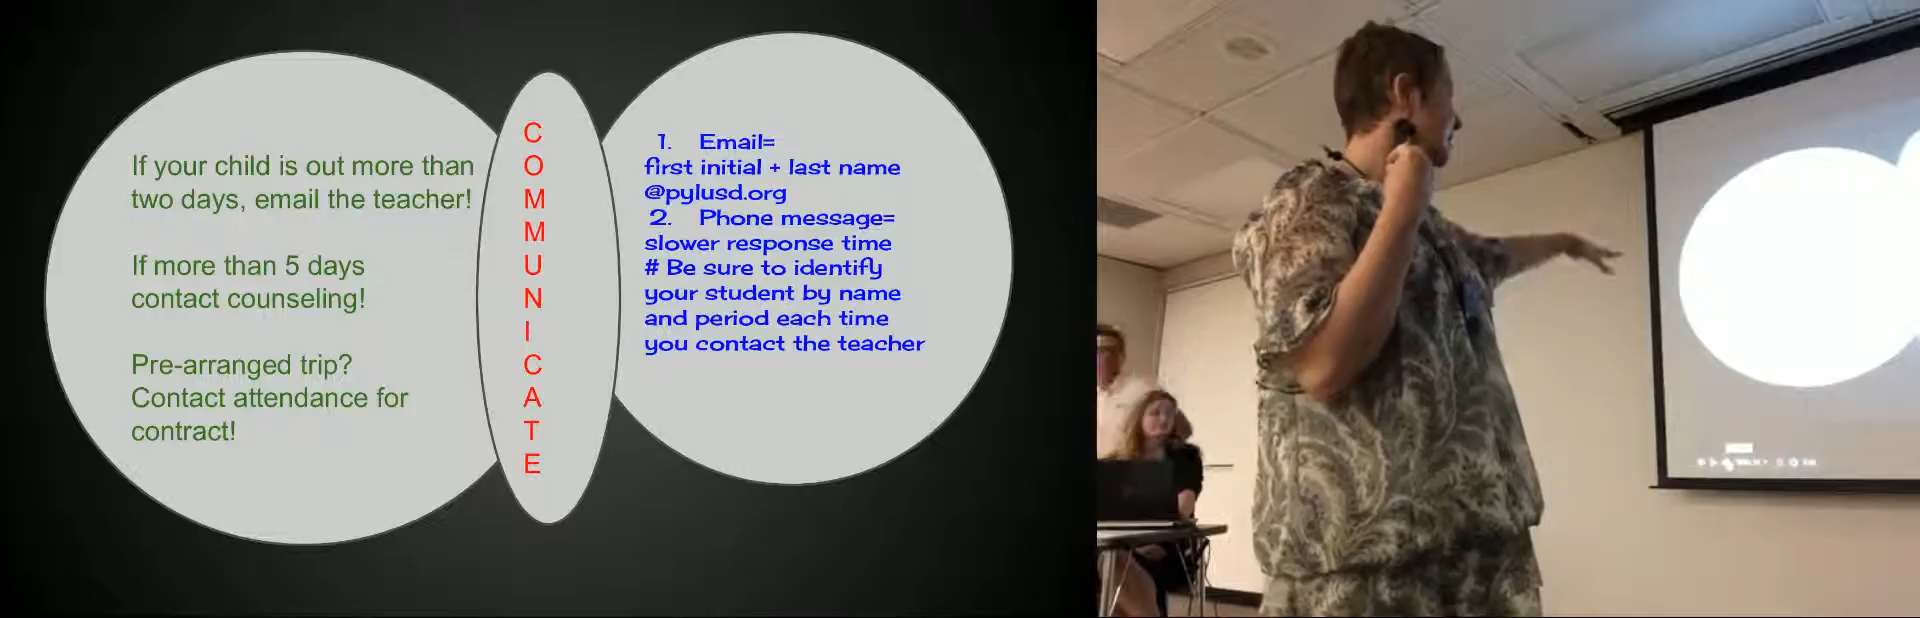 If your child is out more than
two days, email the teacher!
If more than 5 days
contact counseling!
Pre-arranged trip?
Contact attendance for
contract!
C
O
M
M
U
N
I
C
A
T
E
1. Email=
first initial + last name
@pylusd.org
2. Phone message=
slower response time
# Be sure to identify
your student by name
and period each time
you contact the teacher